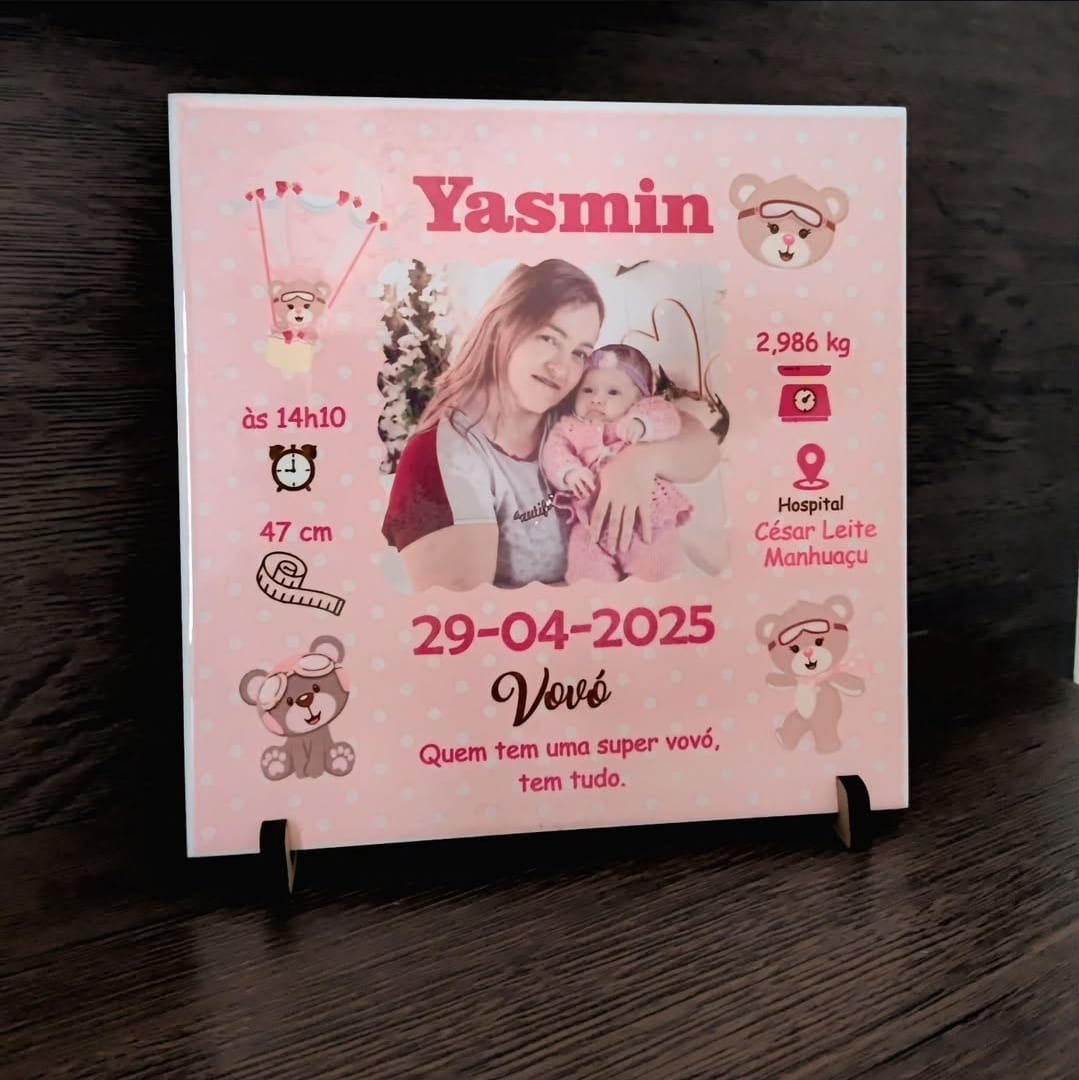 Yasmin
às 14h10
47 cm
2,986 kg
Hospital
César Leite
Manhuaçu
29-04-2025
Vovó
Quem tem uma super vovó,
tem tudo.